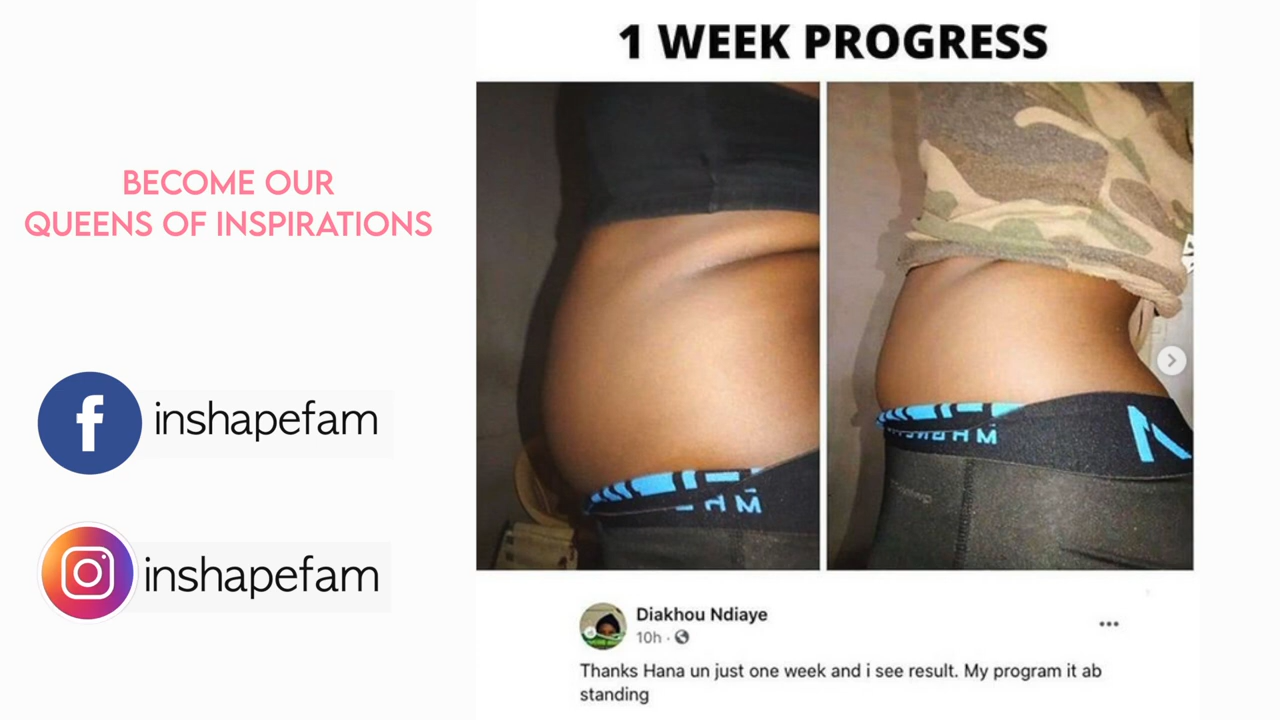 1 WEEK PROGRESS
BECOME OUR
QUEENS OF INSPIRATIONS
inshapefam
inshapefam
Diakhou Ndiaye
10h ·
Thanks Hana un just one week and i see result. My program it ab
standing